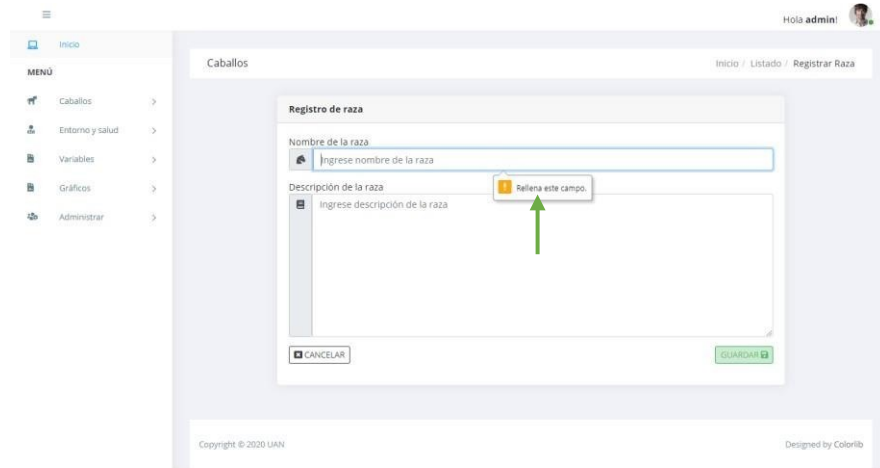 Hola admin!
Inicio
MENÚ
Caballos
Entorno y salud
Variables
Gráficos
Administrar
Caballos
Inicio / Listado / Registrar Raza
Registro de raza
Nombre de la raza
Ingrese nombre de la raza
Rellena este campo.
Descripción de la raza
Ingrese descripción de la raza
CANCELAR
GUARDAR
Copyright © 2020 UAN
Designed by Colorlib